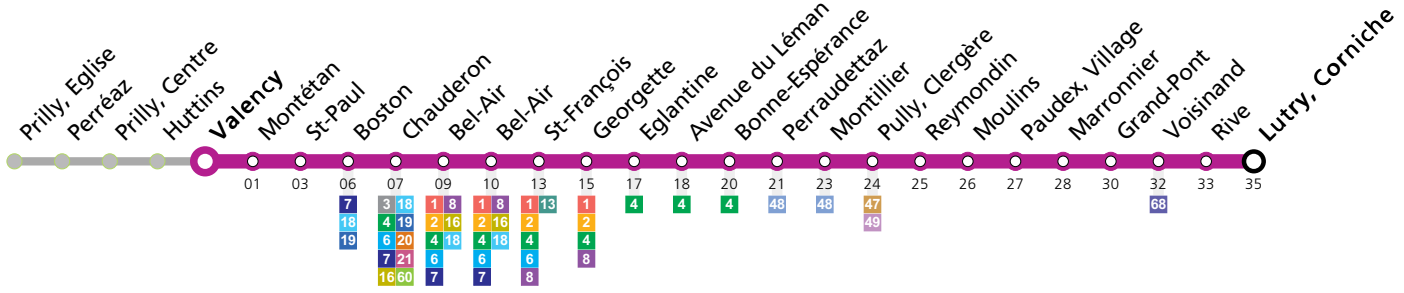 Prilly, Eglise
Perréaz
Prilly, Centre
Huttins
Valency
Montétan
St-Paul
Boston
Chauderon
Bel-Air
Bel-Air
St-François
Georgette
Eglantine
Avenue du Léman
Bonne-Espérance
Perraudettaz
Montillier
Pully, Clergère
Reymondin
Moulins
Paudex, Village
Marronnier
Grand-Pont
Voisinand
Rive
Lutry, Corniche
01 03 06 07 09 10 13 15 17 18 20 21 23 24 25 26 27 28 30 32 33 35
7 3 18 1 8 1 8 1 13 1 4 4 4 48 48 47 68
18 4 19 2 16 2 16 2 2 49
19 6 20 4 18 4 18 4 4
7 21 6 6 6 8
16 60 7 7 8